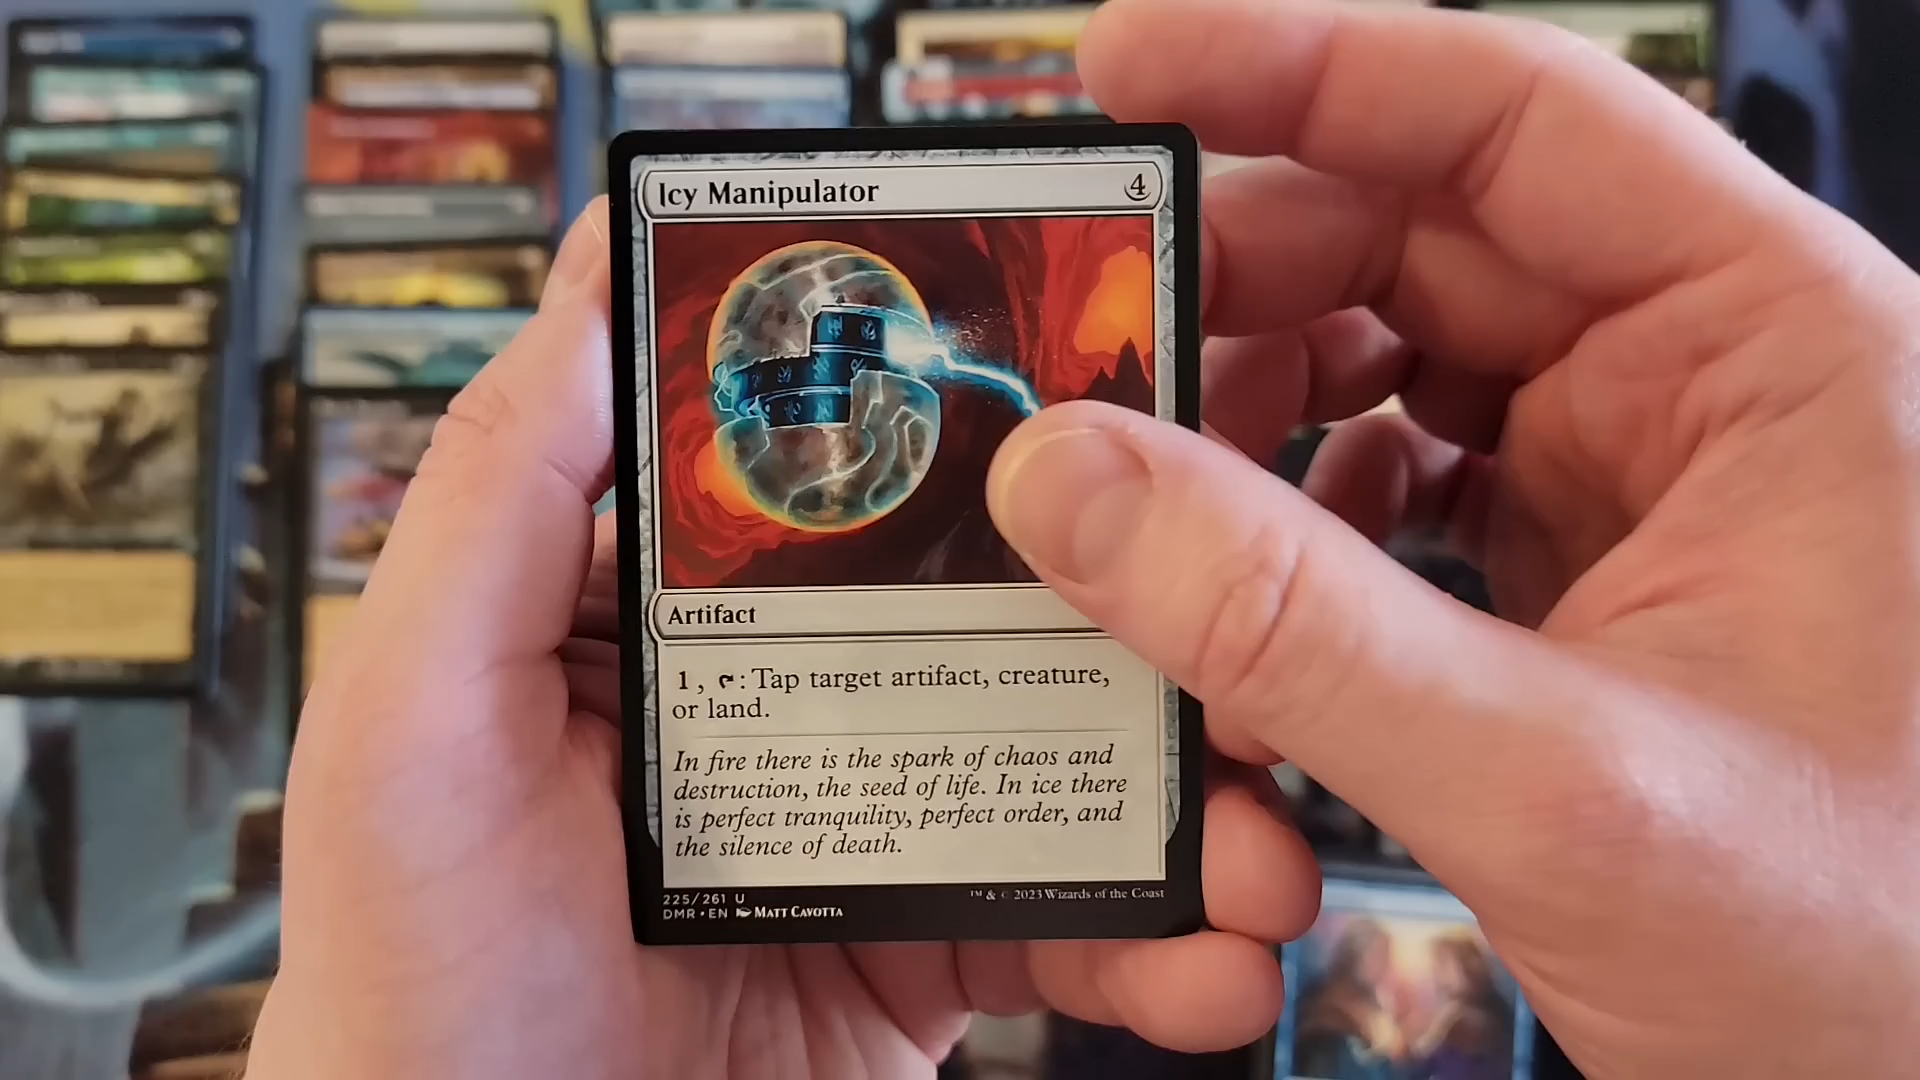 Icy Manipulator 4
Artifact
1, : Tap target artifact, creature,
or land.
In fire there is the spark of chaos and
destruction, the seed of life. In ice there
is perfect tranquility, perfect order, and
the silence of death.
225/261 U
DMR • EN MATT CAVOTTA
™ & © 2023 Wizards of the Coast